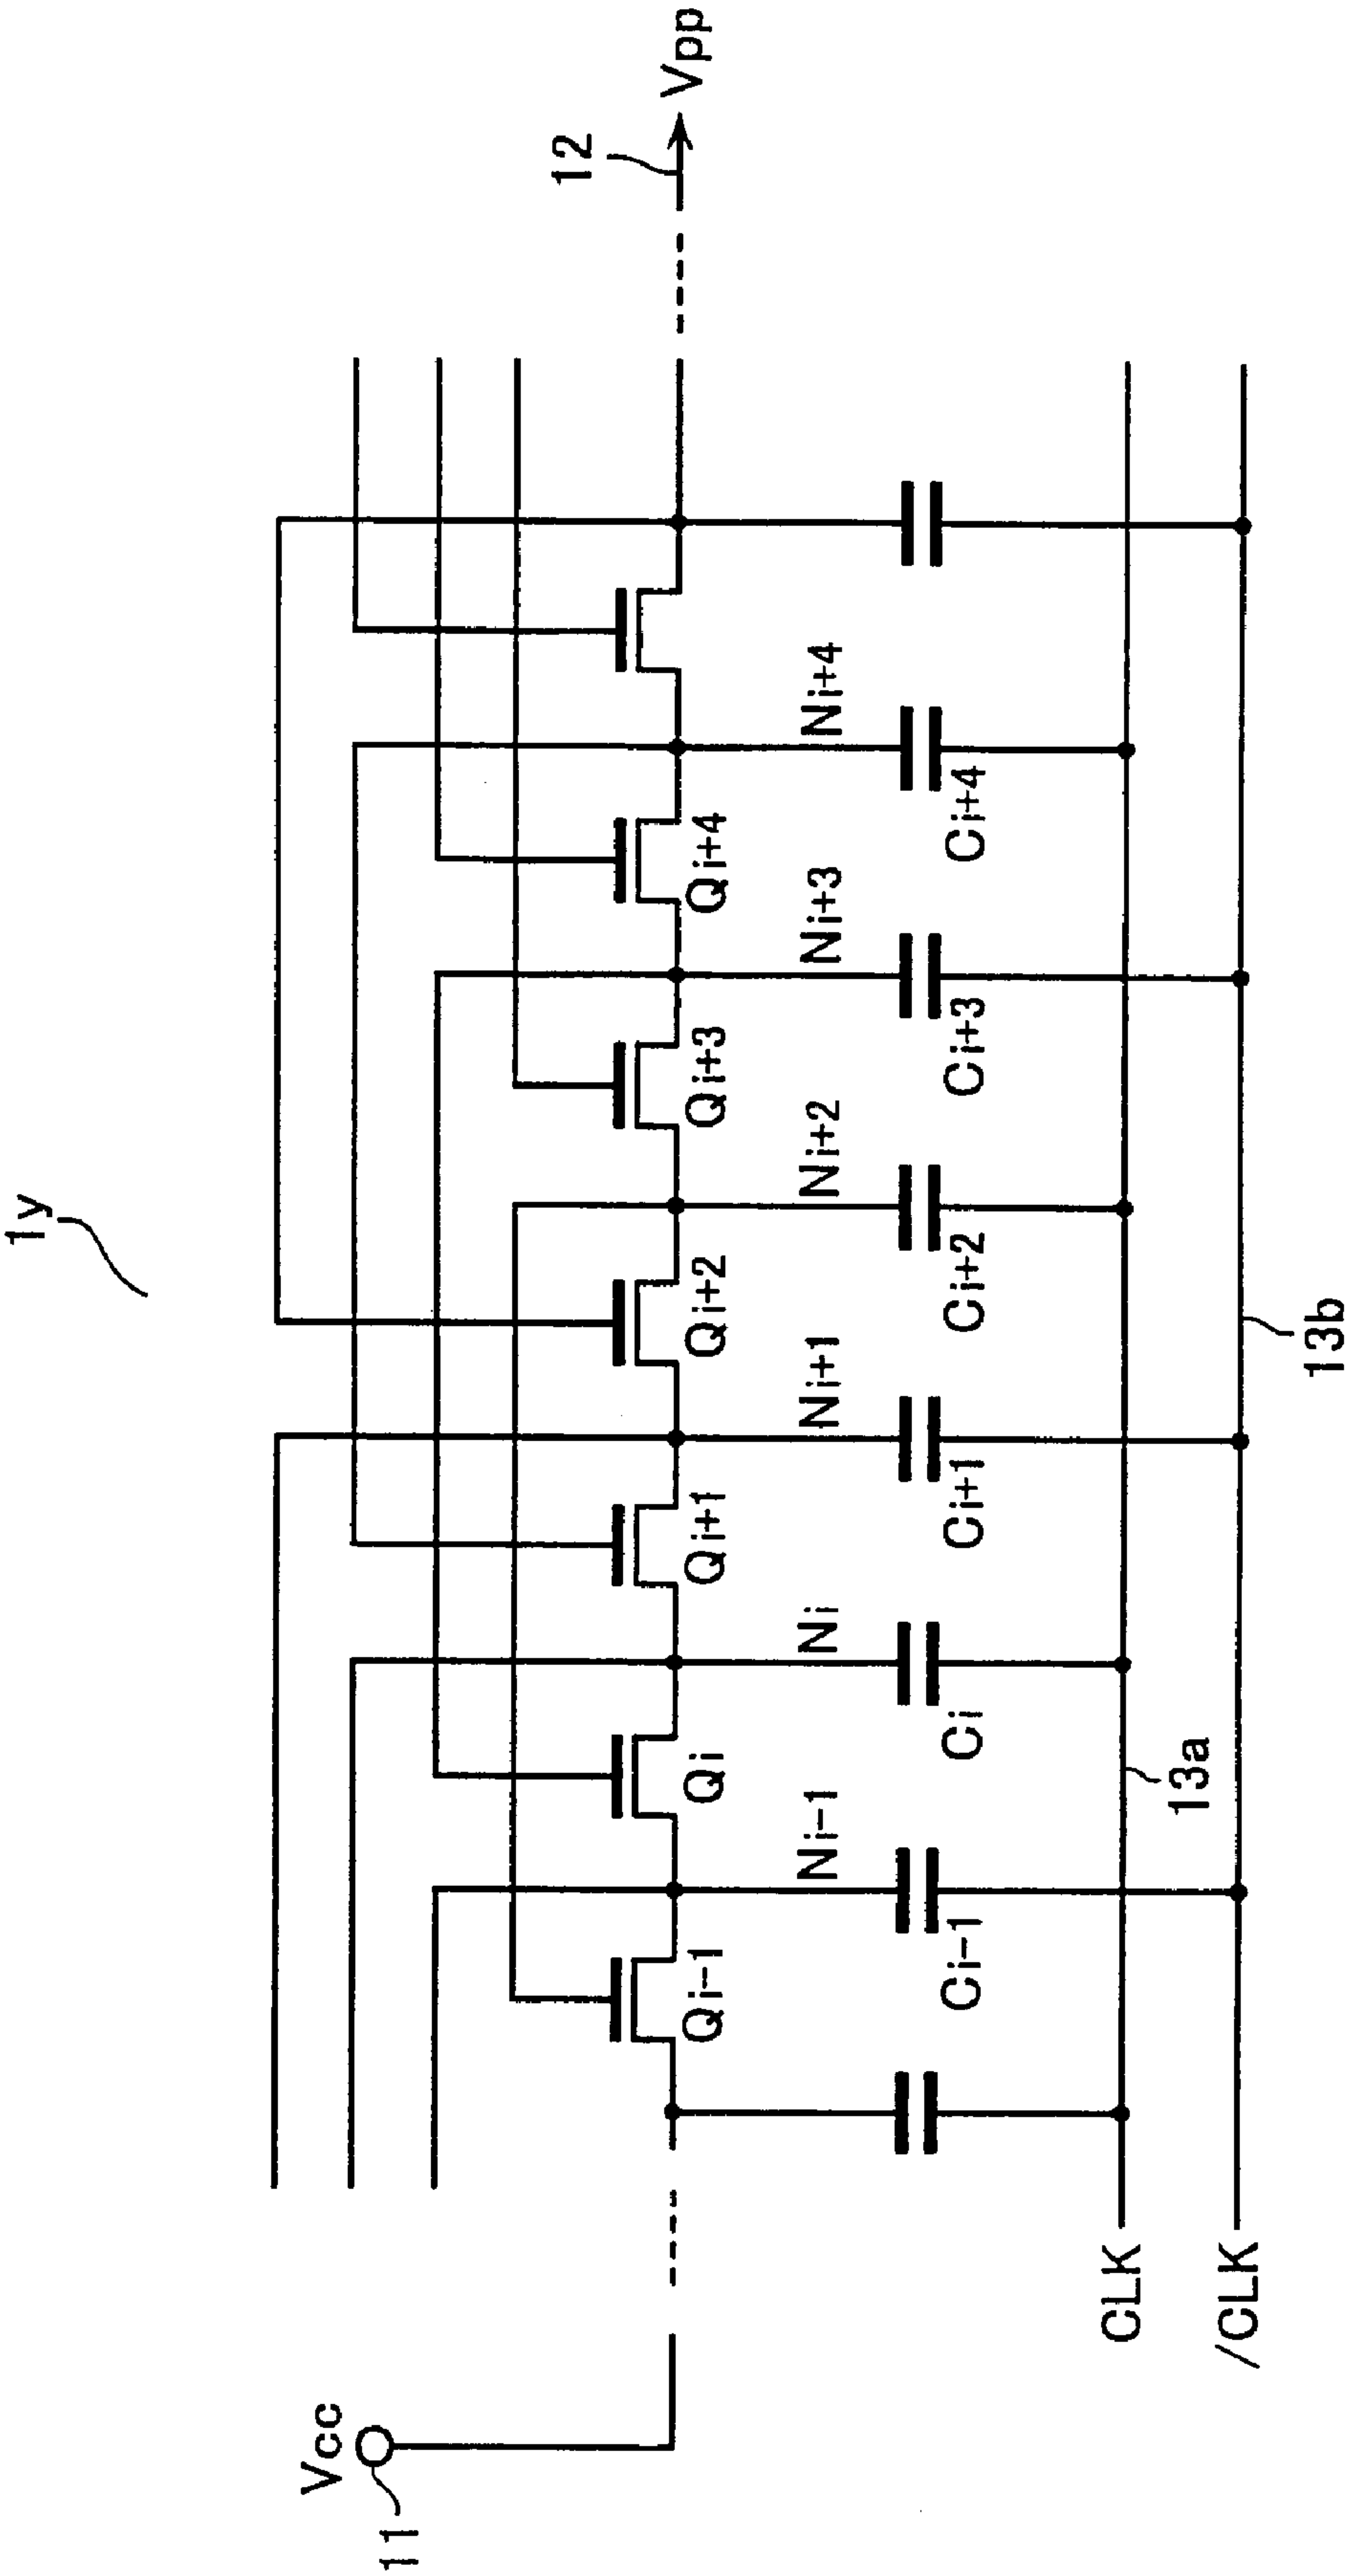 1y
Vcc
11
12
Vpp
Qi-1
Qi
Qi+1
Qi+2
Qi+3
Qi+4
Ni-1
Ni
Ni+1
Ni+2
Ni+3
Ni+4
Ci-1
Ci
Ci+1
Ci+2
Ci+3
Ci+4
CLK
13a
/CLK
13b